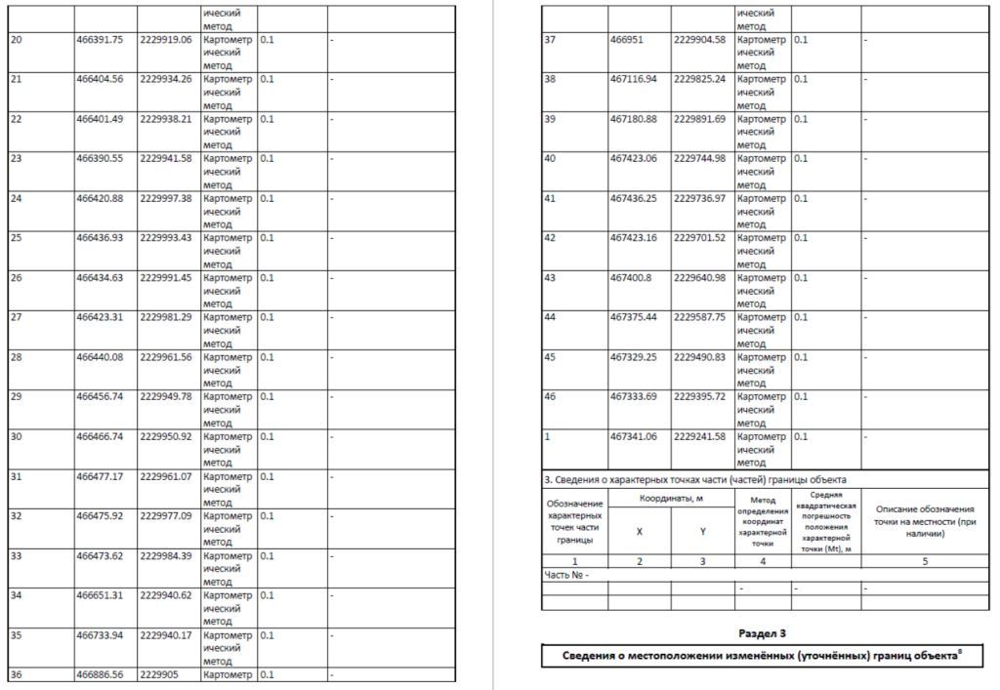 ический
метод
20 466391.75 2229919.06 Картометр 0.1 -
ический
метод
21 466404.56 2229934.26 Картометр 0.1 -
ический
метод
22 466401.49 2229938.21 Картометр 0.1 -
ический
метод
23 466390.55 2229941.58 Картометр 0.1 -
ический
метод
24 466420.88 2229997.38 Картометр 0.1 -
ический
метод
25 466436.93 2229993.43 Картометр 0.1 -
ический
метод
26 466434.63 2229991.45 Картометр 0.1 -
ический
метод
27 466423.31 2229981.29 Картометр 0.1 -
ический
метод
28 466440.08 2229961.56 Картометр 0.1 -
ический
метод
29 466456.74 2229949.78 Картометр 0.1 -
ический
метод
30 466466.74 2229950.92 Картометр 0.1 -
ический
метод
31 466477.17 2229961.07 Картометр 0.1 -
ический
метод
32 466475.92 2229977.09 Картометр 0.1 -
ический
метод
33 466473.62 2229984.39 Картометр 0.1 -
ический
метод
34 466651.31 2229940.62 Картометр 0.1 -
ический
метод
35 466733.94 2229940.17 Картометр 0.1 -
ический
метод
36 466886.56 2229905 Картометр 0.1 -
ический
метод
37 466951 2229904.58 Картометр 0.1 -
ический
метод
38 467116.94 2229825.24 Картометр 0.1 -
ический
метод
39 467180.88 2229891.69 Картометр 0.1 -
ический
метод
40 467423.06 2229744.98 Картометр 0.1 -
ический
метод
41 467436.25 2229736.97 Картометр 0.1 -
ический
метод
42 467423.16 2229701.52 Картометр 0.1 -
ический
метод
43 467400.8 2229640.98 Картометр 0.1 -
ический
метод
44 467375.44 2229587.75 Картометр 0.1 -
ический
метод
45 467329.25 2229490.83 Картометр 0.1 -
ический
метод
46 467333.69 2229395.72 Картометр 0.1 -
ический
метод
1 467341.06 2229241.58 Картометр 0.1 -
ический
метод
3. Сведения о характерных точках части (частей) границы объекта
Обозначение
характерных
точек части
границы
Координаты, м
X Y
Метод
определения
координат
характерной
точки
Средняя
квадратическая
погрешность
положения
характерной
точки (Mt), м
Описание обозначения
точки на местности (при
наличии)
1 2 3 4 5
Часть № -
- - -
Раздел 3
Сведения о местоположении изменённых (уточнённых) границ объекта⁸